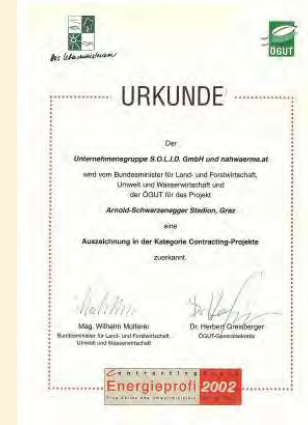 Das Lebensministerium
ÖGUT
URKUNDE
Der
Unternehmensgruppe S.O.L.I.D. GmbH und nahwaerme.at
wird vom Bundesminister für Land- und Forstwirtschaft,
Umwelt und Wasserwirtschaft und
der ÖGUT für das Projekt
Arnold-Schwarzenegger Stadion, Graz
eine
Auszeichnung in der Kategorie Contracting-Projekte
zuerkannt.
Mag. Wilhelm Molterer
Dr. Herbert Greisberger
Bundesminister für Land- und Forstwirtschaft,
Umwelt und Wasserwirtschaft
ÖGUT-Generalsekretär
Contracting
Energieprofi 2002